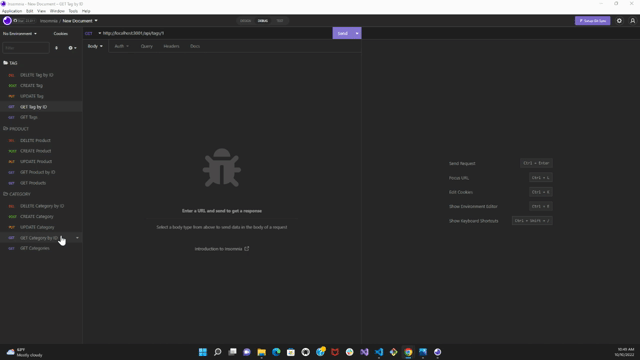 Insomnia - New Document - GET Tag by ID
Application File Edit View Window Tools Help
Insomnia / New Document
DEBUG
TEST
Setup Git Sync
No Environment
Cookies
GET http://localhost:3001/api/tags/1
Send
Filter
Body Auth Query Headers Docs
TAG
DEL DELETE Tag by ID
POST CREATE Tag
PUT UPDATE Tag
GET GET Tag by ID
GET GET Tags
PRODUCT
DEL DELETE Product
POST CREATE Product
PUT UPDATE Product
GET GET Product by ID
GET GET Products
CATEGORY
DEL DELETE Category by ID
POST CREATE Category
PUT UPDATE Category
GET GET Category by ID
GET GET Categories
Enter a URL and send to get a response
Select a body type from above to send data in the body of a request
Introduction to Insomnia
Send Request Ctrl + Enter
Focus URL Ctrl + L
Edit Cookies Ctrl + K
Show Environment Editor Ctrl + E
Show Keyboard Shortcuts Ctrl + Shift + /
63°F
Mostly cloudy
10:49 AM